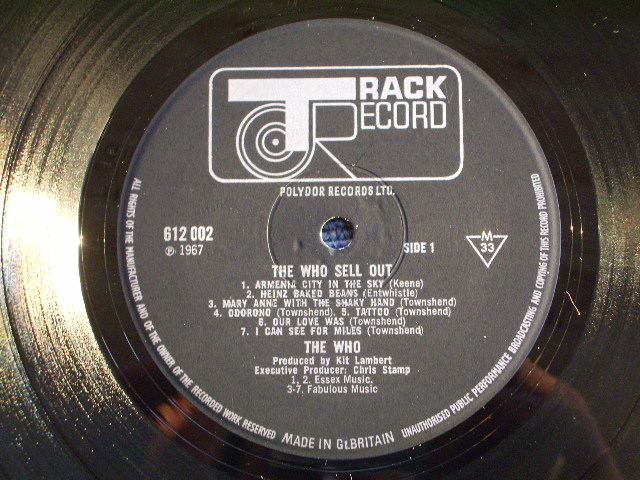 TRACK
RECORD
POLYDOR RECORDS LTD.
612 002
℗ 1967
SIDE 1
M
33
THE WHO SELL OUT
1. ARMENIA CITY IN THE SKY (Keene)
2. HEINZ BAKED BEANS (Entwhistle)
3. MARY ANNE WITH THE SHAKY HAND (Townshend)
4. ODORONO (Townshend). 5. TATTOO (Townshend)
6. OUR LOVE WAS (Townshend)
7. I CAN SEE FOR MILES (Townshend)
THE WHO
Produced by Kit Lambert
Executive Producer: Chris Stamp
1, 2. Essex Music.
3-7. Fabulous Music
ALL RIGHTS OF THE MANUFACTURER AND OF THE OWNER OF THE RECORDED WORK RESERVED
MADE IN Gt.BRITAIN
UNAUTHORISED PUBLIC PERFORMANCE BROADCASTING AND COPYING OF THIS RECORD PROHIBITED